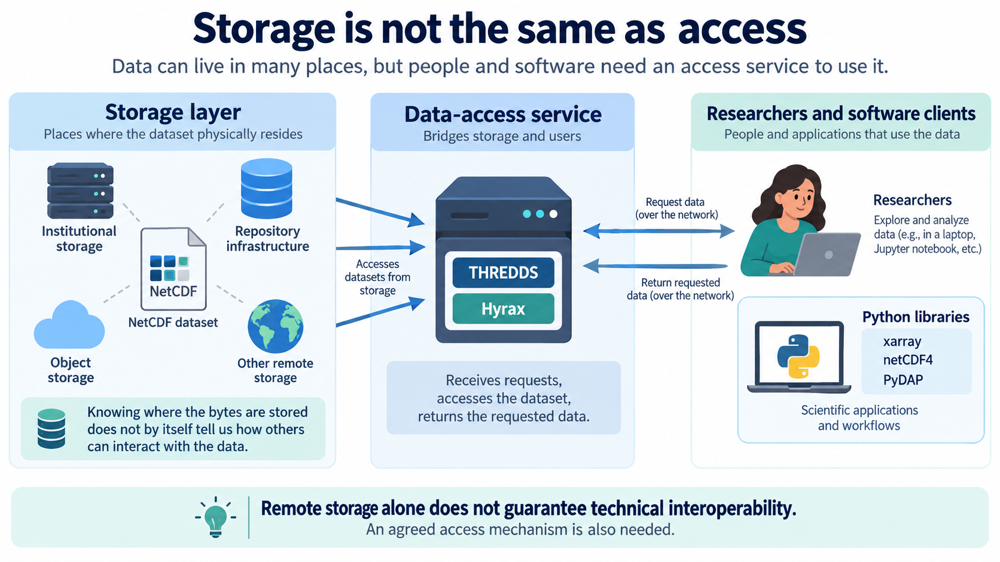 Storage is not the same as access
Data can live in many places, but people and software need an access service to use it.
Storage layer
Places where the dataset physically resides
Institutional
storage
Repository
infrastructure
NetCDF
NetCDF dataset
Object
storage
Other remote
storage
Knowing where the bytes are stored
does not by itself tell us how others
can interact with the data.
Accesses
datasets from
storage
Data-access service
Bridges storage and users
THREDDS
Hyrax
Receives requests,
accesses the dataset,
returns the requested data.
Request data
(over the network)
Return requested
data (over the network)
Researchers and software clients
People and applications that use the data
Researchers
Explore and analyze
data (e.g., in a laptop,
Jupyter notebook, etc.)
Python libraries
xarray
netCDF4
PyDAP
Scientific applications
and workflows
Remote storage alone does not guarantee technical interoperability.
An agreed access mechanism is also needed.